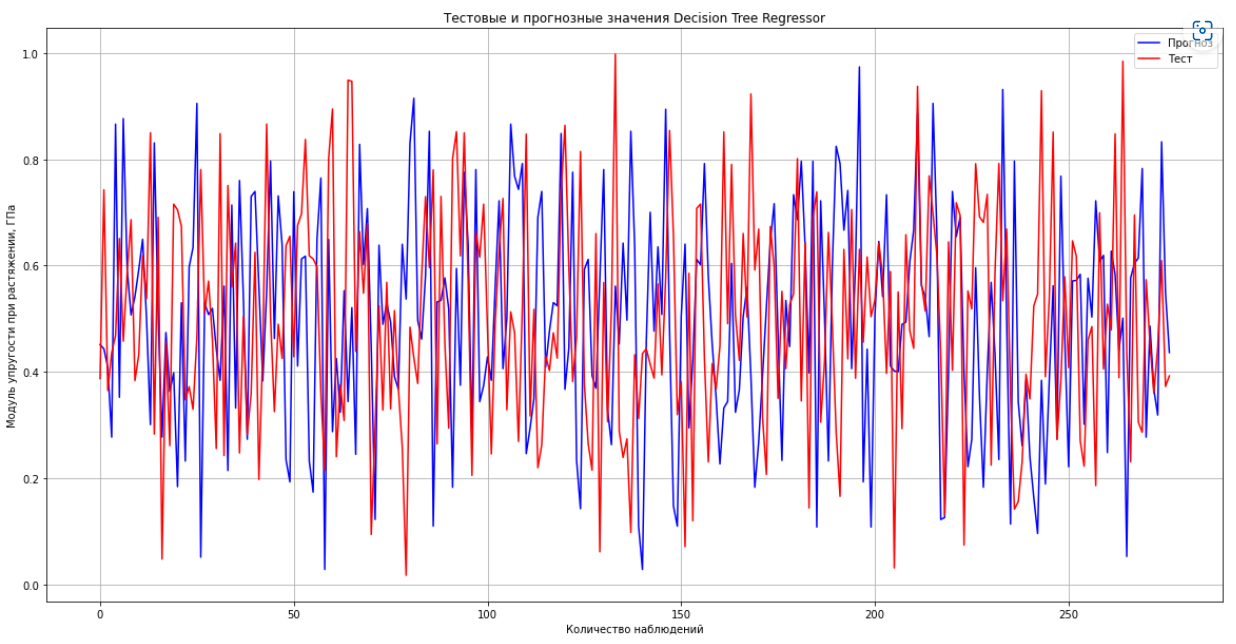 Тестовые и прогнозные значения Decision Tree Regressor
Прогноз
Тест
Модуль упругости при растяжении, ГПа
1.0
0.8
0.6
0.4
0.2
0.0
0
50
100
150
200
250
Количество наблюдений